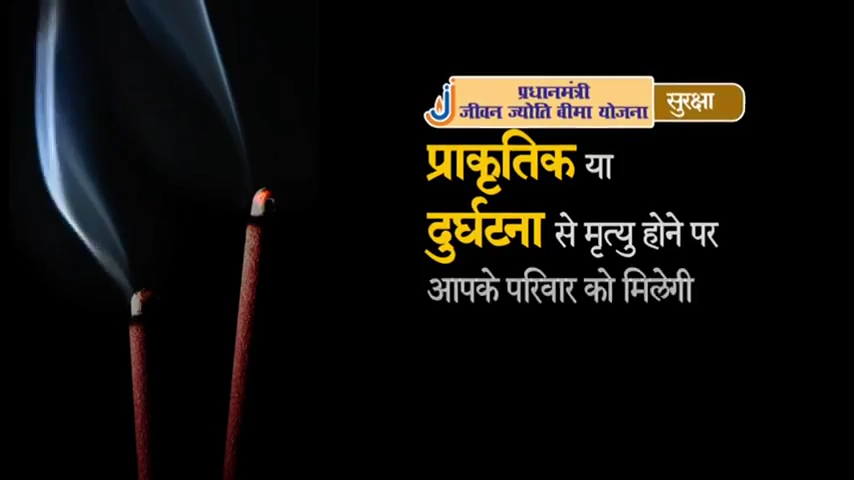 प्रधानमंत्री
जीवन ज्योति बीमा योजना
सुरक्षा
प्राकृतिक या
दुर्घटना से मृत्यु होने पर
आपके परिवार को मिलेगी